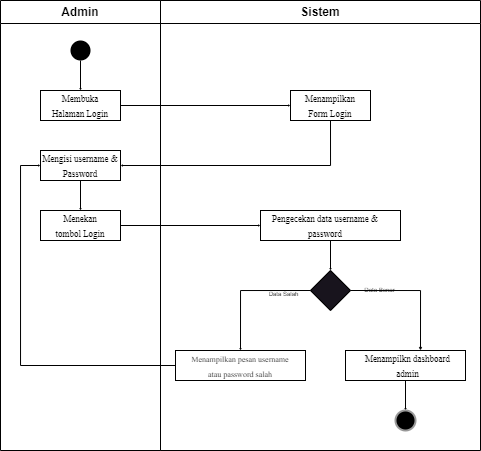 Admin
Sistem
Membuka
Halaman Login
Menampilkan
Form Login
Mengisi username &
Password
Menekan
tombol Login
Pengecekan data username &
password
Data Salah
Data Benar
Menampilkan pesan username
atau password salah
Menampilkn dashboard
admin